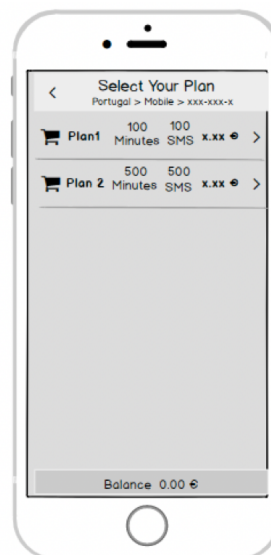 Select Your Plan
Portugal > Mobile > xxx-xxx-x
Plan1 100 Minutes 100 SMS x.xx €
Plan 2 500 Minutes 500 SMS x.xx €
Balance 0.00 €